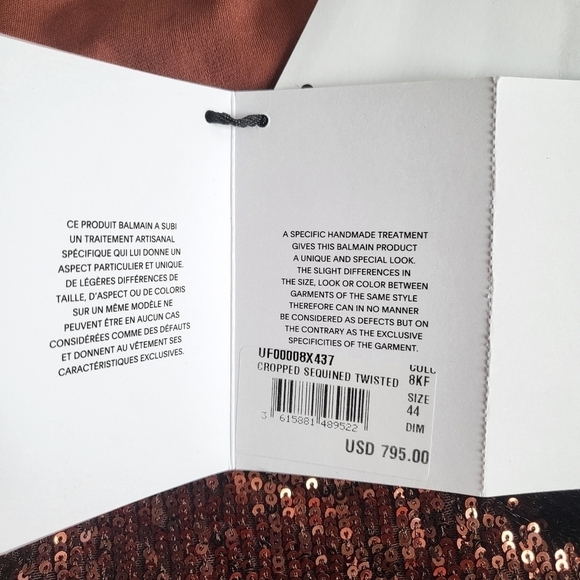 CE PRODUIT BALMAIN A SUBI
UN TRAITEMENT ARTISANAL
SPÉCIFIQUE QUI LUI DONNE UN
ASPECT PARTICULIER ET UNIQUE.
DE LÉGÈRES DIFFÉRENCES DE
TAILLE, D'ASPECT OU DE COLORIS
SUR UN MÊME MODÈLE NE
PEUVENT ÊTRE EN AUCUN CAS
CONSIDÉRÉES COMME DES DÉFAUTS
ET DONNENT AU VÊTEMENT SES
CARACTÉRISTIQUES EXCLUSIVES.
A SPECIFIC HANDMADE TREATMENT
GIVES THIS BALMAIN PRODUCT
A UNIQUE AND SPECIAL LOOK.
THE SLIGHT DIFFERENCES IN
THE SIZE, LOOK OR COLOR BETWEEN
GARMENTS OF THE SAME STYLE
THEREFORE CAN IN NO MANNER
BE CONSIDERED AS DEFECTS BUT ON
THE CONTRARY AS THE EXCLUSIVE
SPECIFICITIES OF THE GARMENT.
UF00008X437
CROPPED SEQUINED TWISTED
8KF
SIZE
44
DIM
3 615881 489522
USD 795.00